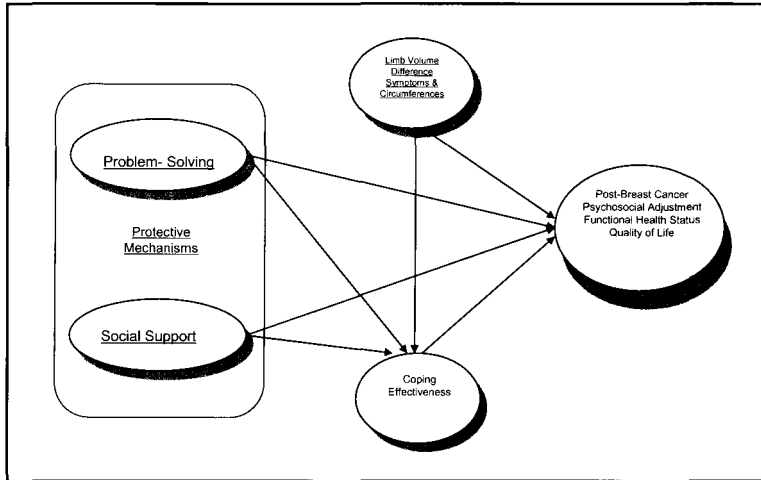 Limb Volume
Difference
Symptoms &
Circumferences
Problem- Solving
Protective
Mechanisms
Social Support
Post-Breast Cancer
Psychosocial Adjustment
Functional Health Status
Quality of Life
Coping
Effectiveness